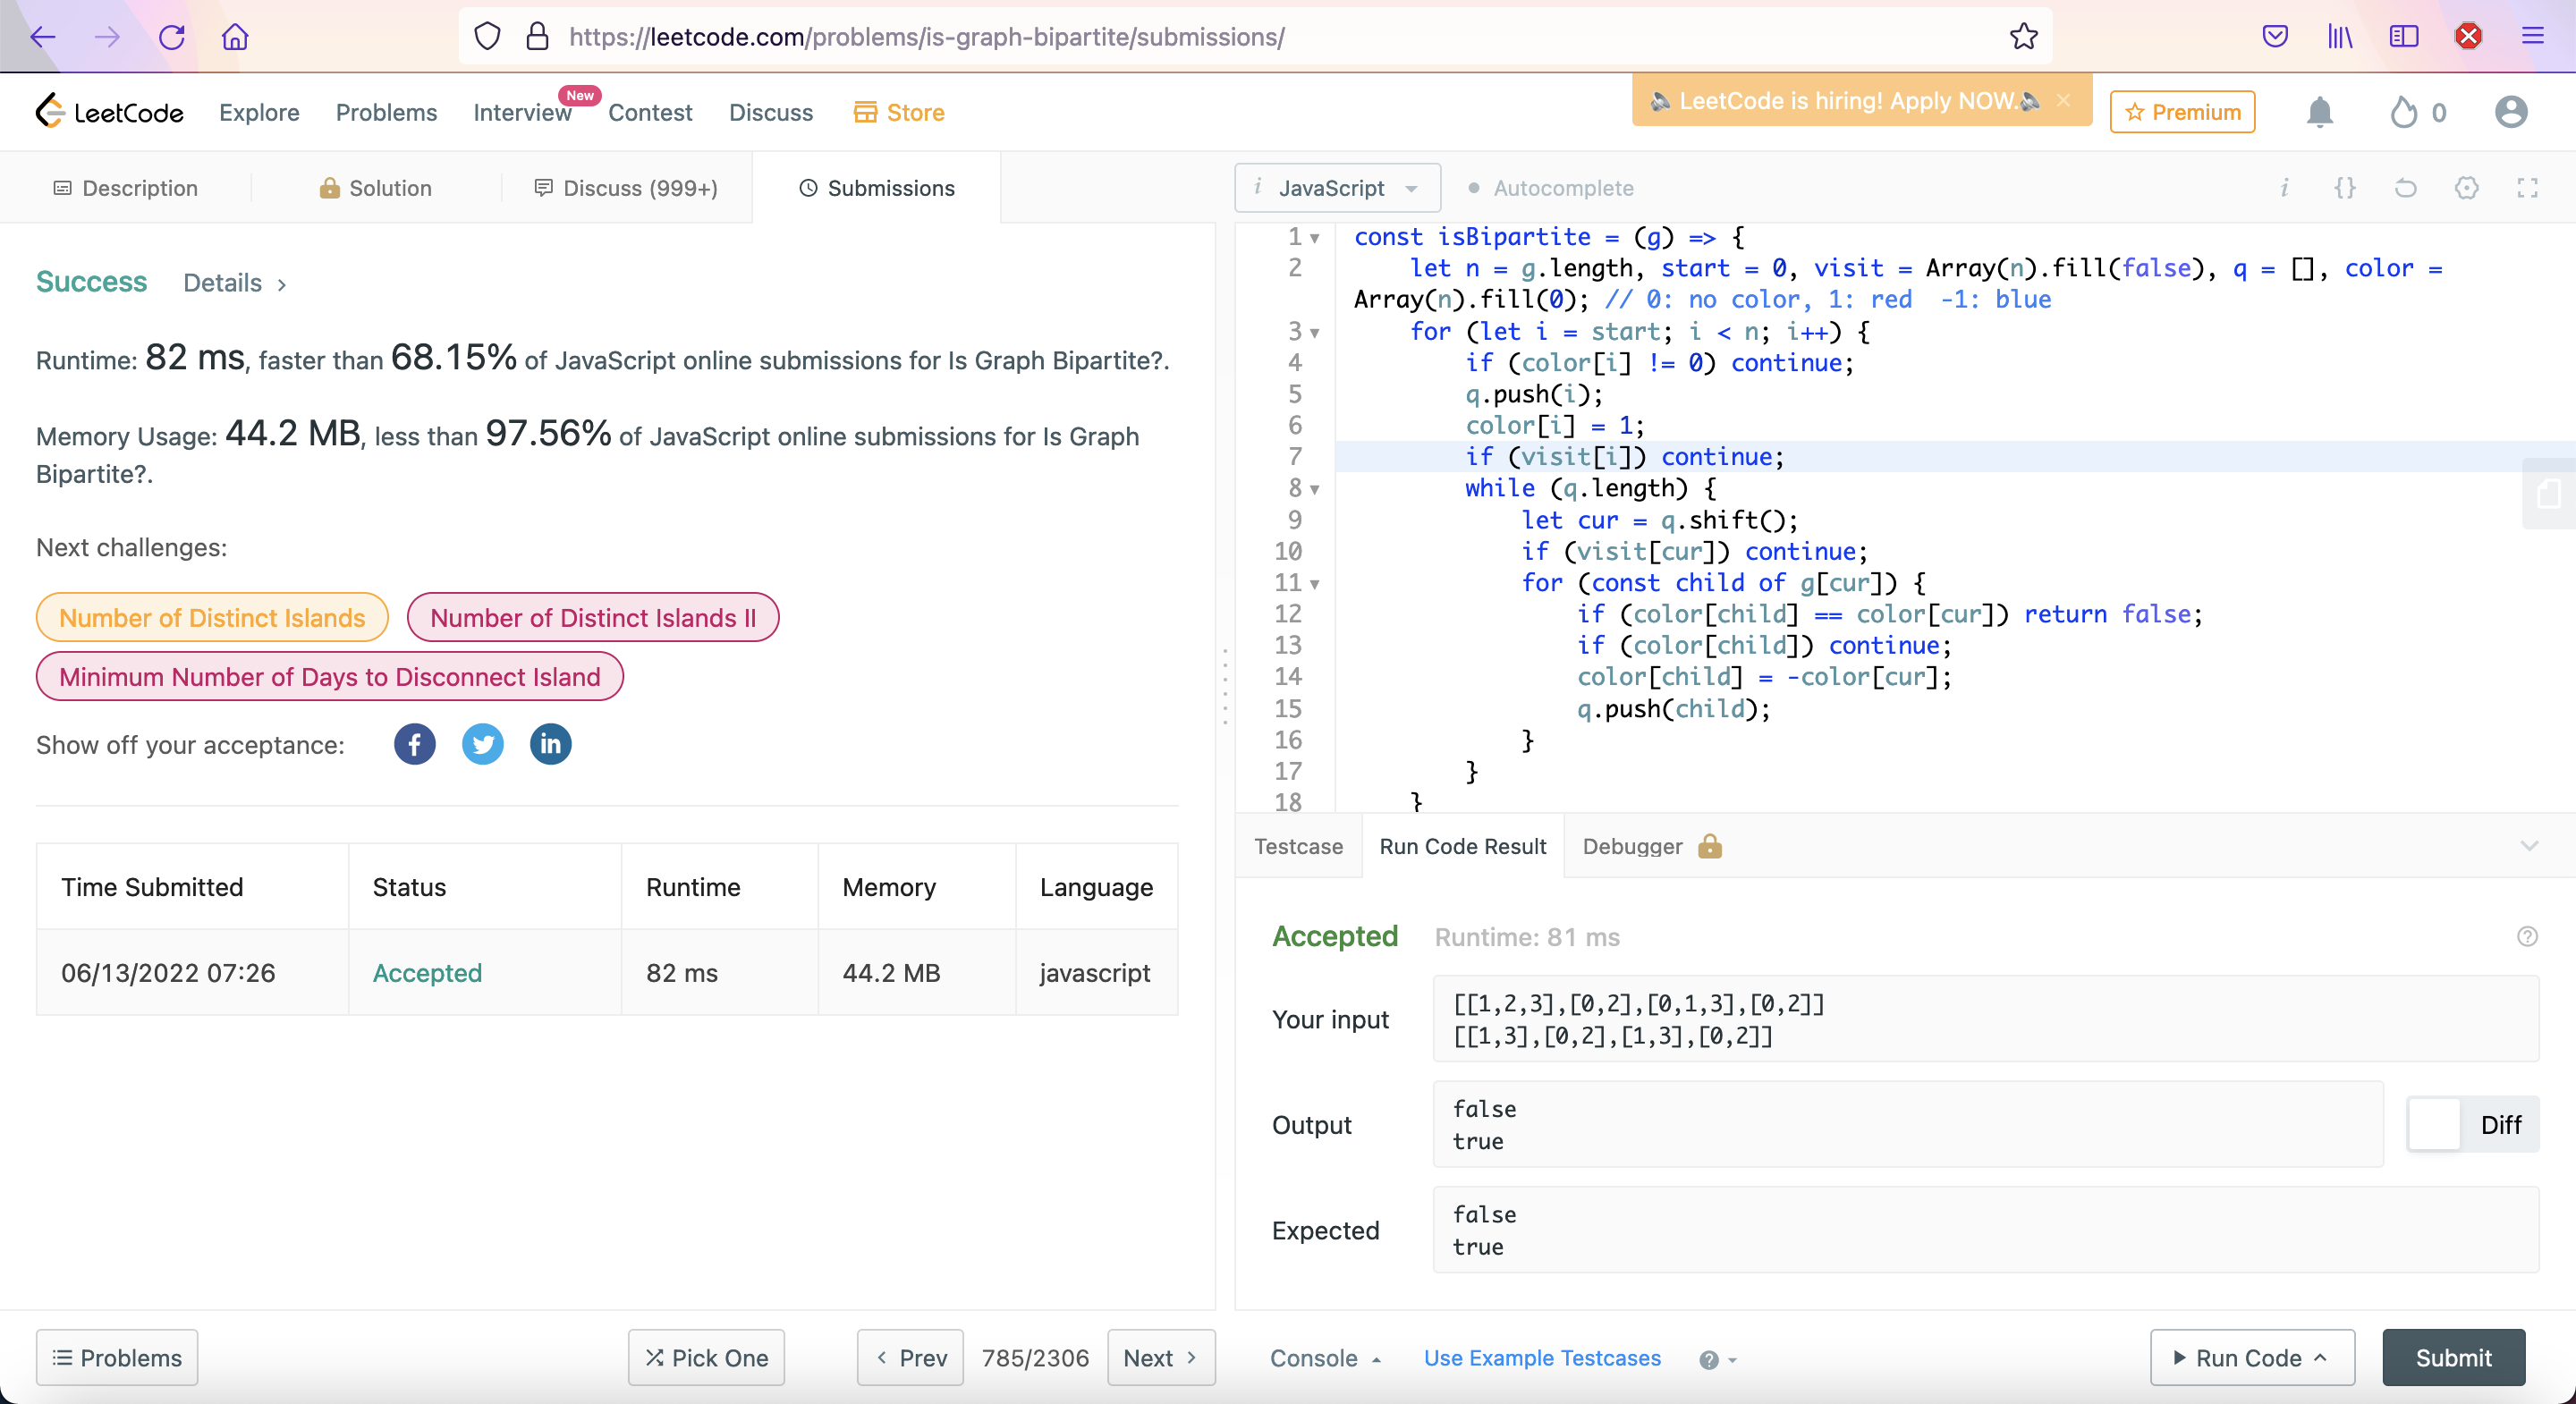 https://leetcode.com/problems/is-graph-bipartite/submissions/
LeetCode
Explore
Problems
Interview
New
Contest
Discuss
Store
LeetCode is hiring! Apply NOW.
Premium
0
Description
Solution
Discuss (999+)
Submissions
i JavaScript
Autocomplete
Success
Details
Runtime: 82 ms, faster than 68.15% of JavaScript online submissions for Is Graph Bipartite?.
Memory Usage: 44.2 MB, less than 97.56% of JavaScript online submissions for Is Graph
Bipartite?.
Next challenges:
Number of Distinct Islands
Number of Distinct Islands II
Minimum Number of Days to Disconnect Island
Show off your acceptance:
Time Submitted Status Runtime Memory Language
06/13/2022 07:26 Accepted 82 ms 44.2 MB javascript
Problems
Pick One
Prev
785/2306
Next
1 const isBipartite = (g) => {
2 let n = g.length, start = 0, visit = Array(n).fill(false), q = [], color =
Array(n).fill(0); // 0: no color, 1: red  -1: blue
3 for (let i = start; i < n; i++) {
4 if (color[i] != 0) continue;
5 q.push(i);
6 color[i] = 1;
7 if (visit[i]) continue;
8 while (q.length) {
9 let cur = q.shift();
10 if (visit[cur]) continue;
11 for (const child of g[cur]) {
12 if (color[child] == color[cur]) return false;
13 if (color[child]) continue;
14 color[child] = -color[cur];
15 q.push(child);
16 }
17 }
18 }
Testcase
Run Code Result
Debugger
Accepted
Runtime: 81 ms
Your input
[[1,2,3],[0,2],[0,1,3],[0,2]]
[[1,3],[0,2],[1,3],[0,2]]
Output
false
true
Diff
Expected
false
true
Console
Use Example Testcases
Run Code
Submit